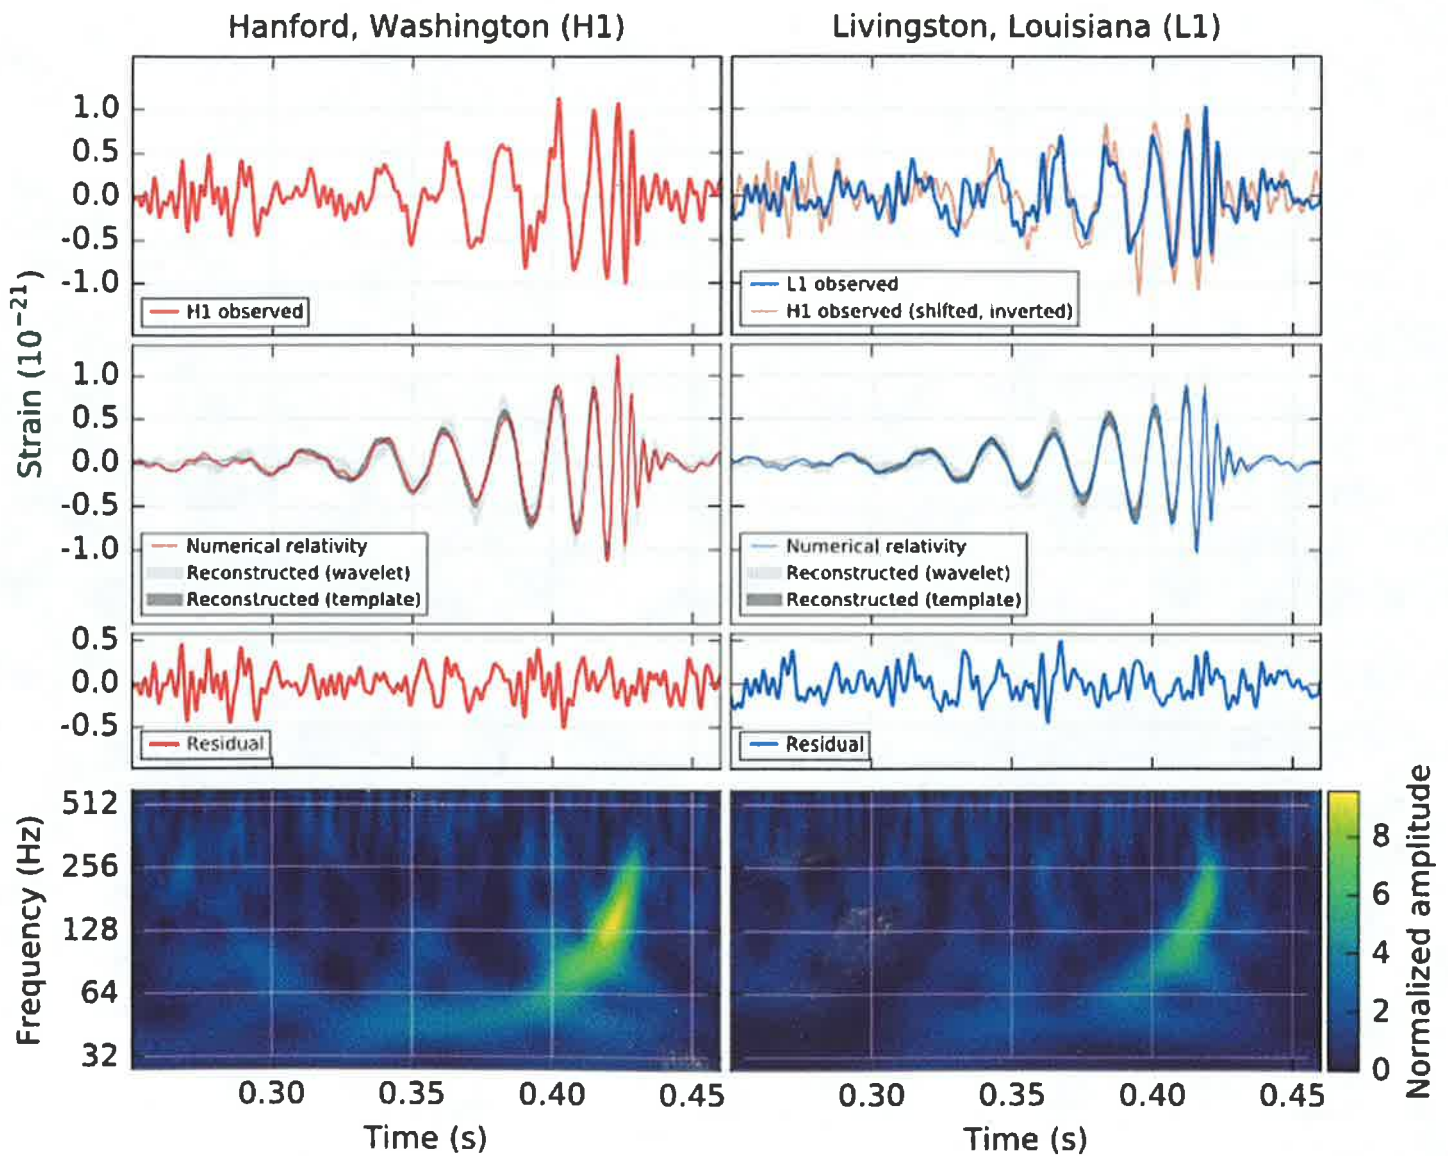 Hanford, Washington (H1)
Livingston, Louisiana (L1)
Strain (10⁻²¹)
1.0
0.5
0.0
-0.5
-1.0
H1 observed
L1 observed
H1 observed (shifted, inverted)
1.0
0.5
0.0
-0.5
-1.0
Numerical relativity
Reconstructed (wavelet)
Reconstructed (template)
Numerical relativity
Reconstructed (wavelet)
Reconstructed (template)
0.5
0.0
-0.5
Residual
Residual
Frequency (Hz)
512
256
128
64
32
0.30 0.35 0.40 0.45
Time (s)
0.30 0.35 0.40 0.45
Time (s)
8
6
4
2
0
Normalized amplitude